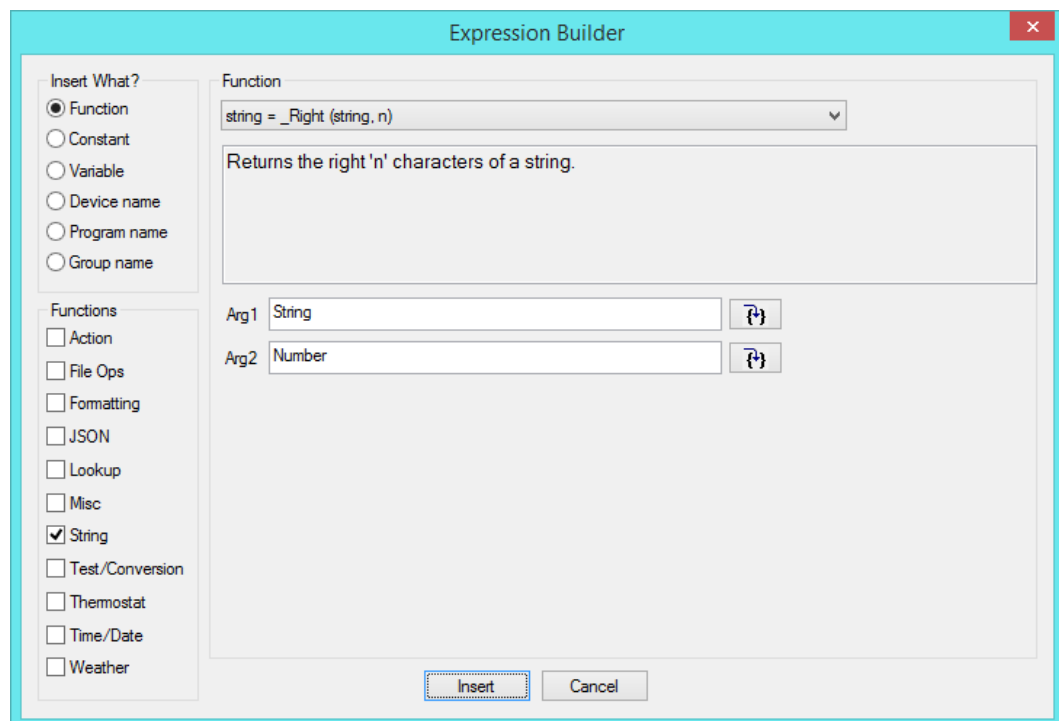 Expression Builder
Insert What?
Function
Constant
Variable
Device name
Program name
Group name
Functions
Action
File Ops
Formatting
JSON
Lookup
Misc
String
Test/Conversion
Thermostat
Time/Date
Weather
Function
string = _Right (string, n)
Returns the right 'n' characters of a string.
Arg1 String
Arg2 Number
Insert Cancel